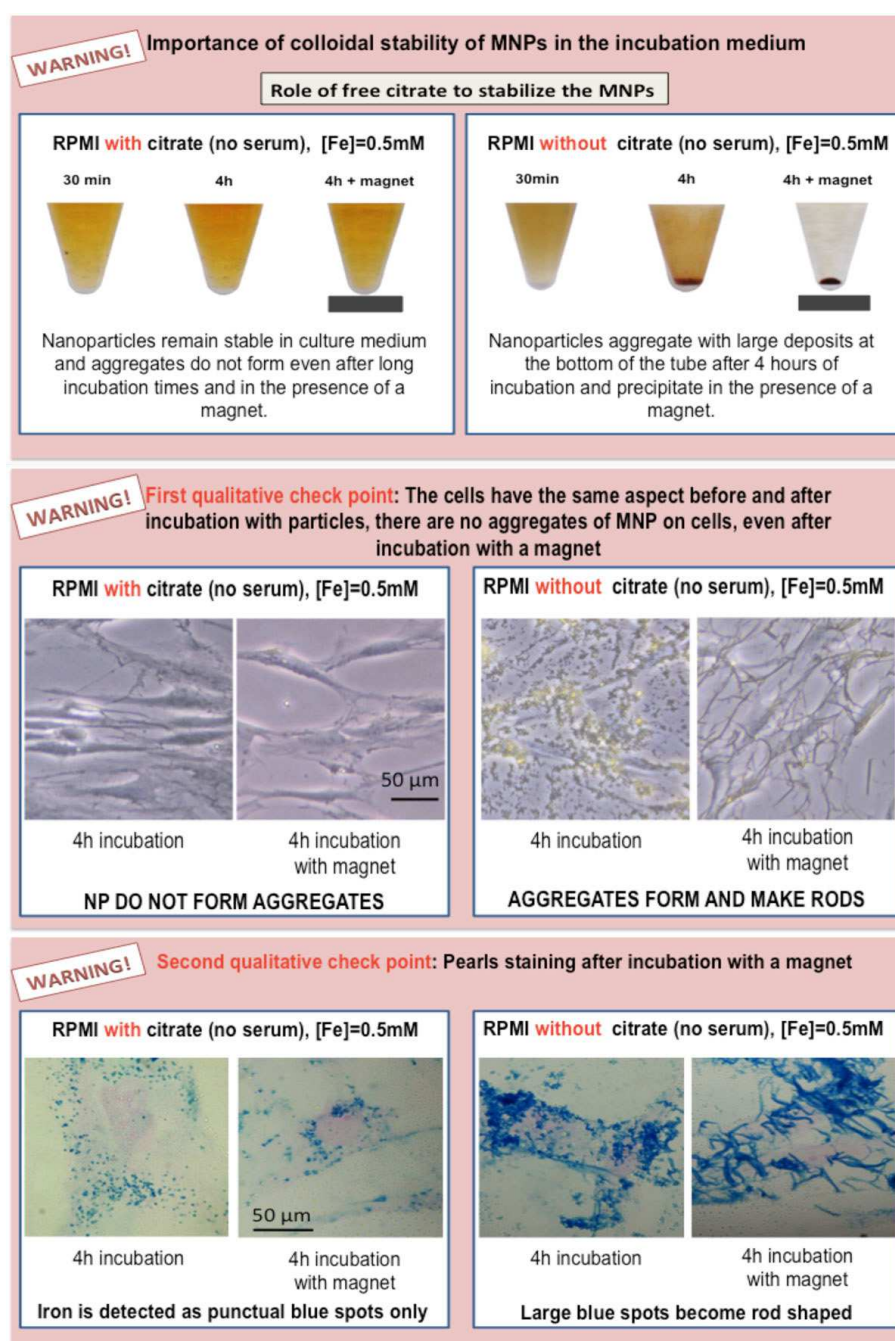 WARNING!
Importance of colloidal stability of MNPs in the incubation medium
Role of free citrate to stabilize the MNPs
RPMI with citrate (no serum), [Fe]=0.5mM
30 min 4h 4h + magnet
Nanoparticles remain stable in culture medium
and aggregates do not form even after long
incubation times and in the presence of a
magnet.
RPMI without citrate (no serum), [Fe]=0.5mM
30min 4h 4h + magnet
Nanoparticles aggregate with large deposits at
the bottom of the tube after 4 hours of
incubation and precipitate in the presence of a
magnet.
WARNING!
First qualitative check point: The cells have the same aspect before and after
incubation with particles, there are no aggregates of MNP on cells, even after
incubation with a magnet
RPMI with citrate (no serum), [Fe]=0.5mM
50 µm
4h incubation
4h incubation
with magnet
NP DO NOT FORM AGGREGATES
RPMI without citrate (no serum), [Fe]=0.5mM
4h incubation
4h incubation
with magnet
AGGREGATES FORM AND MAKE RODS
WARNING!
Second qualitative check point: Pearls staining after incubation with a magnet
RPMI with citrate (no serum), [Fe]=0.5mM
50 µm
4h incubation
4h incubation
with magnet
Iron is detected as punctual blue spots only
RPMI without citrate (no serum), [Fe]=0.5mM
4h incubation
4h incubation
with magnet
Large blue spots become rod shaped